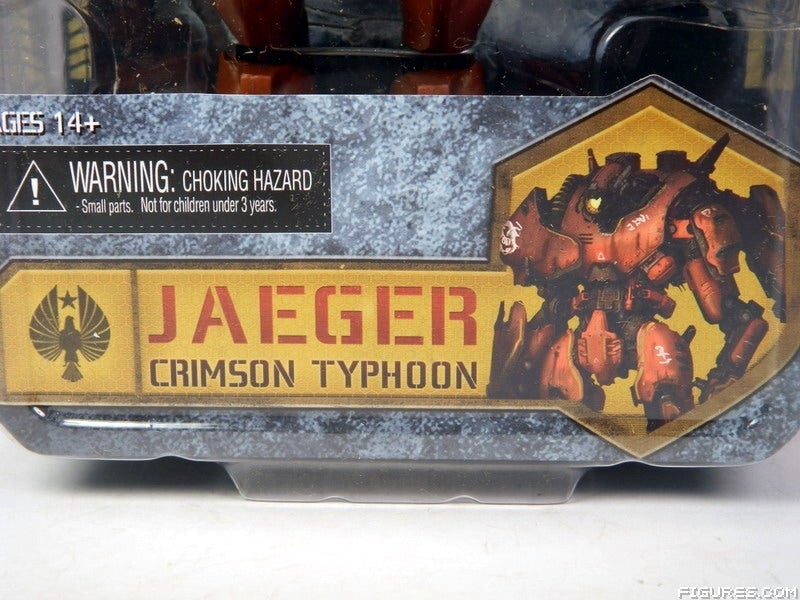 AGES 14+
WARNING: CHOKING HAZARD
- Small parts. Not for children under 3 years.
JAEGER
CRIMSON TYPHOON
FIGURES.COM